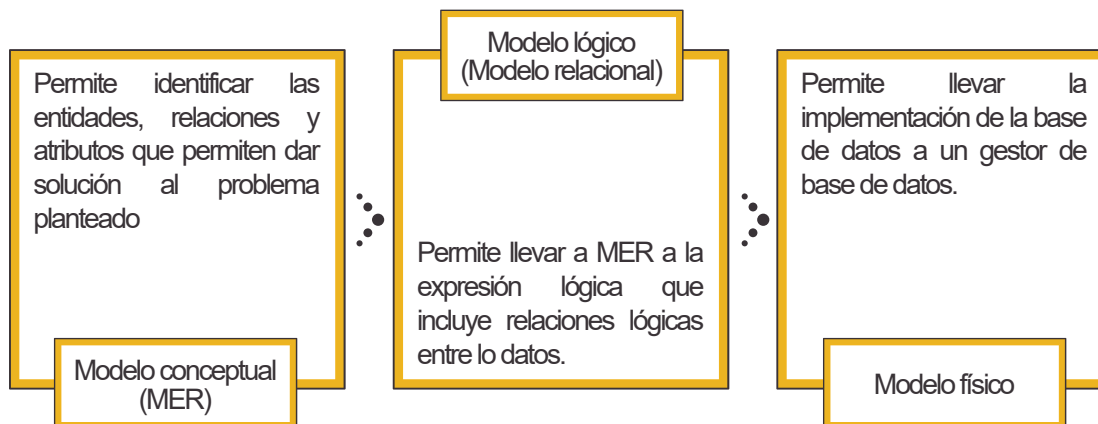 Permite identificar las
entidades, relaciones y
atributos que permiten dar
solución al problema
planteado
Modelo conceptual
(MER)
Modelo lógico
(Modelo relacional)
Permite llevar a MER a la
expresión lógica que
incluye relaciones lógicas
entre lo datos.
Permite llevar la
implementación de la base
de datos a un gestor de
base de datos.
Modelo físico